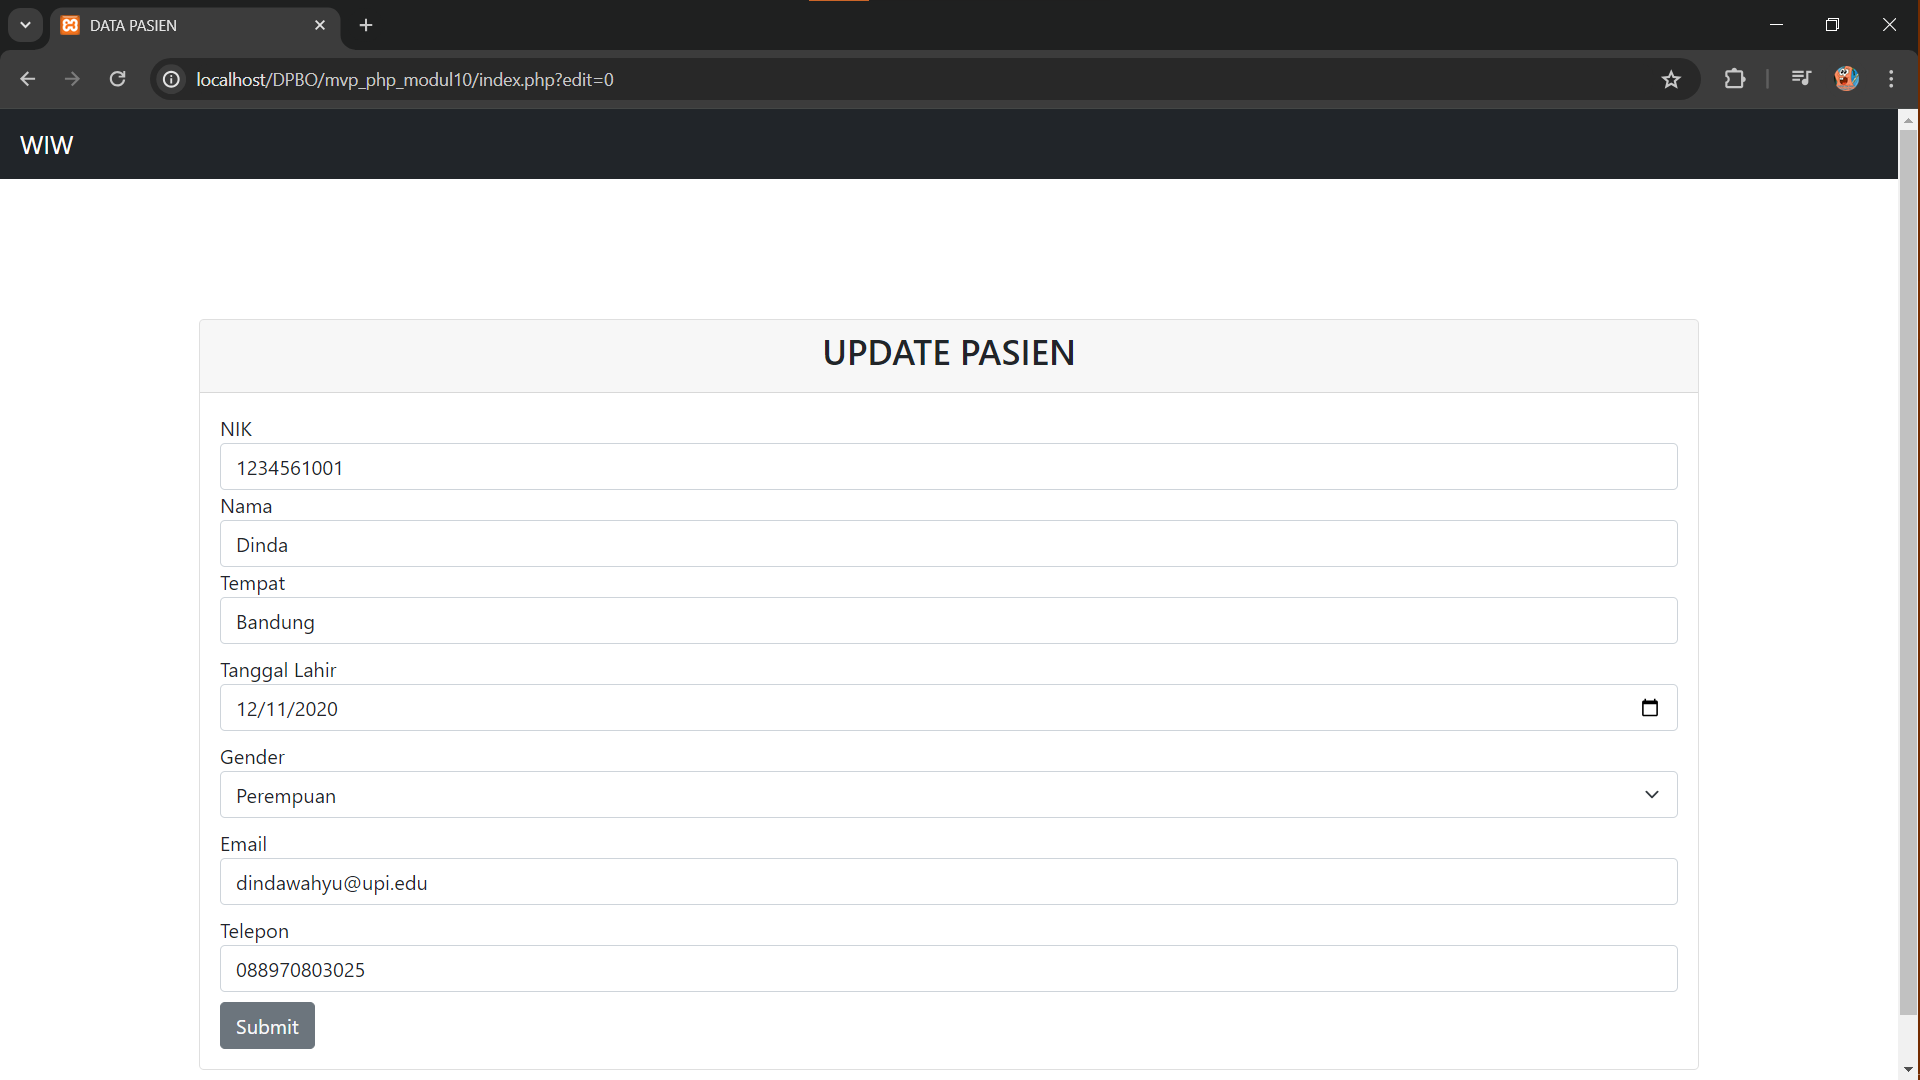 DATA PASIEN
localhost/DPBO/mvp_php_modul10/index.php?edit=0
WIW
UPDATE PASIEN
NIK
1234561001
Nama
Dinda
Tempat
Bandung
Tanggal Lahir
12/11/2020
Gender
Perempuan
Email
dindawahyu@upi.edu
Telepon
088970803025
Submit